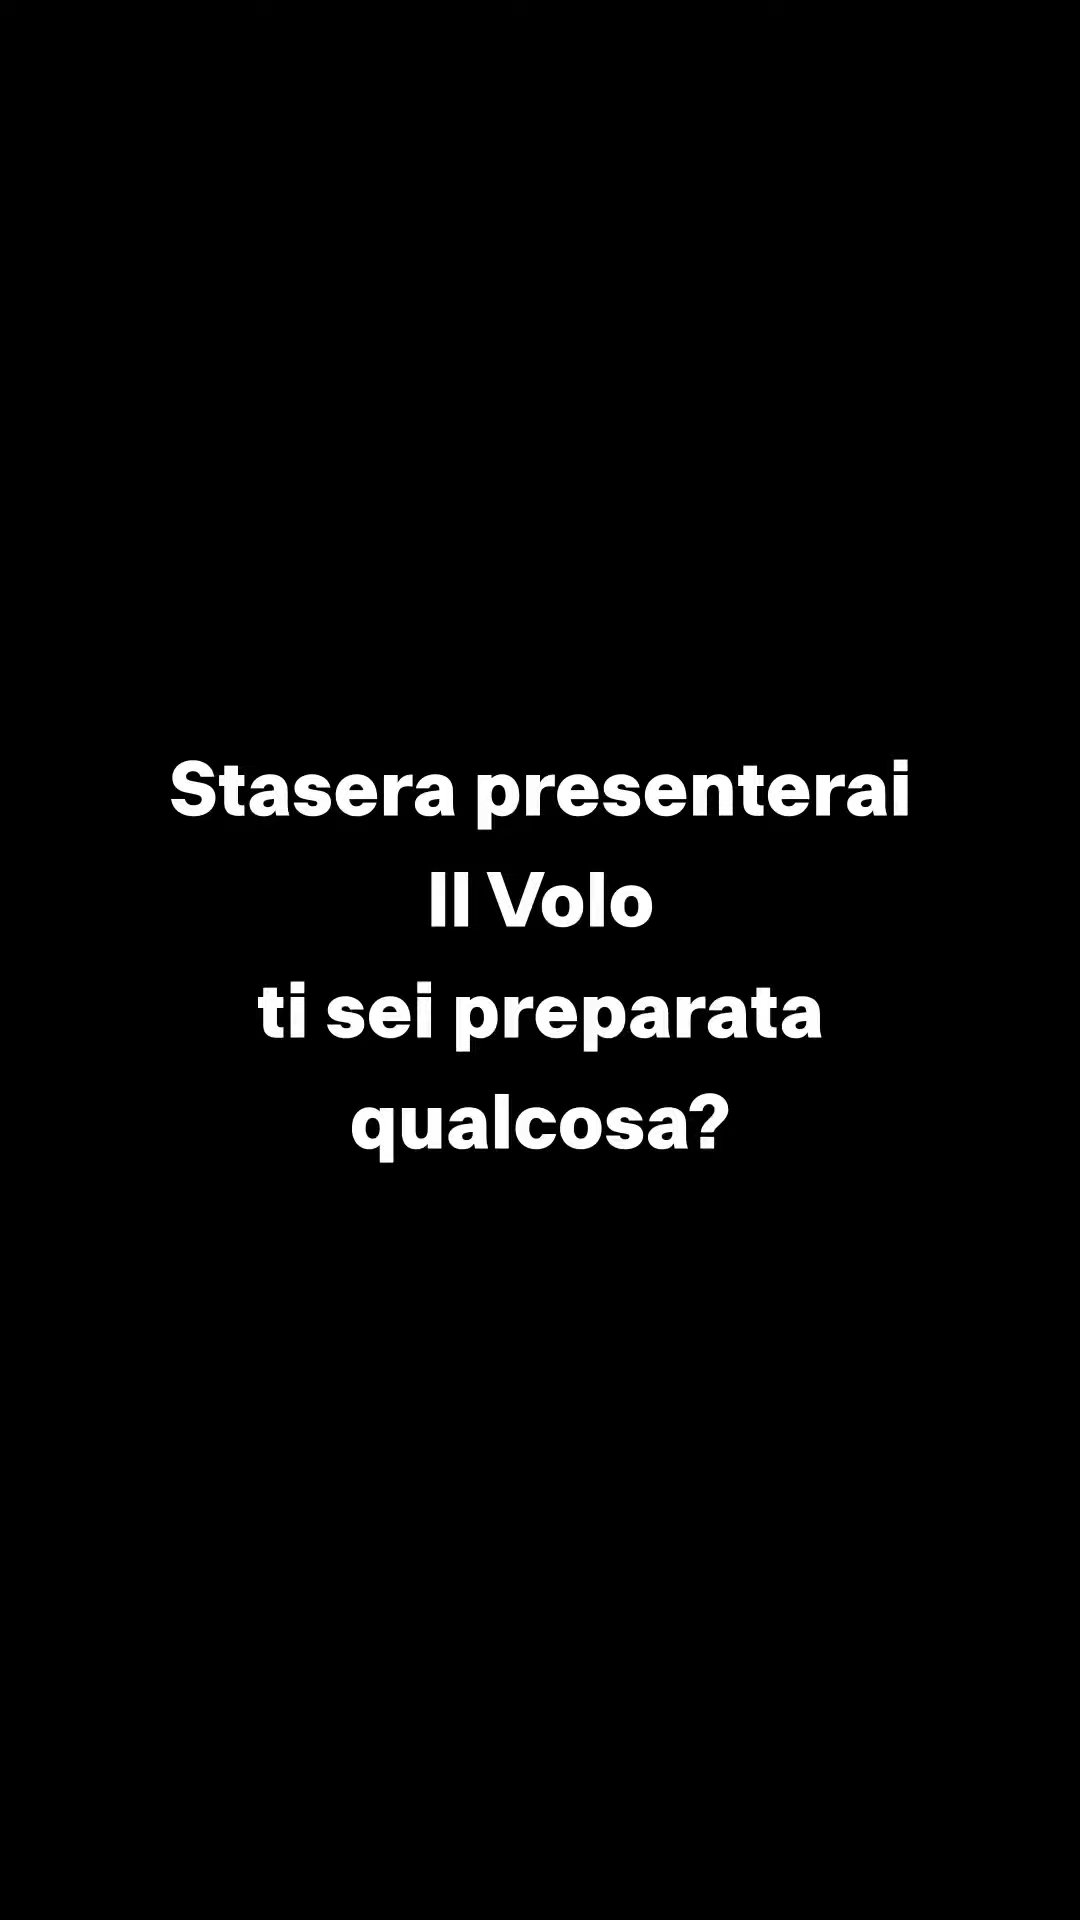 Stasera presenterai
Il Volo
ti sei preparata
qualcosa?